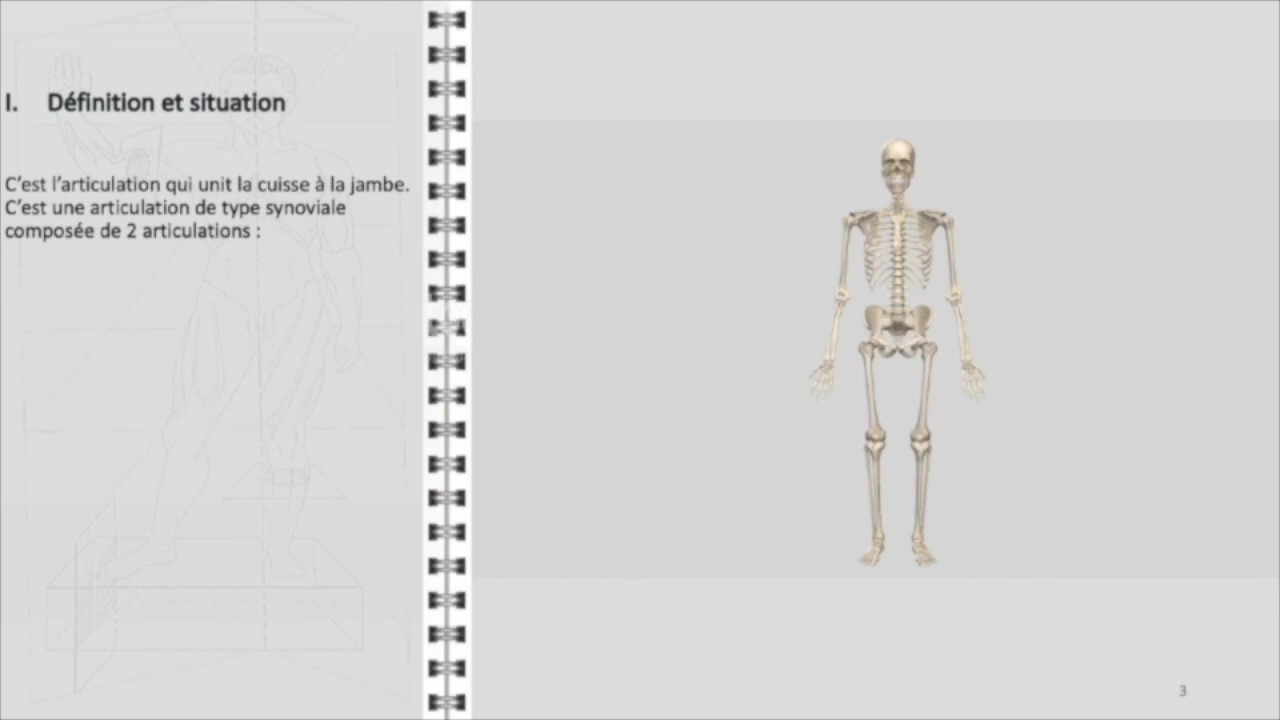 I. Définition et situation
C'est l'articulation qui unit la cuisse à la jambe.
C'est une articulation de type synoviale
composée de 2 articulations :
3